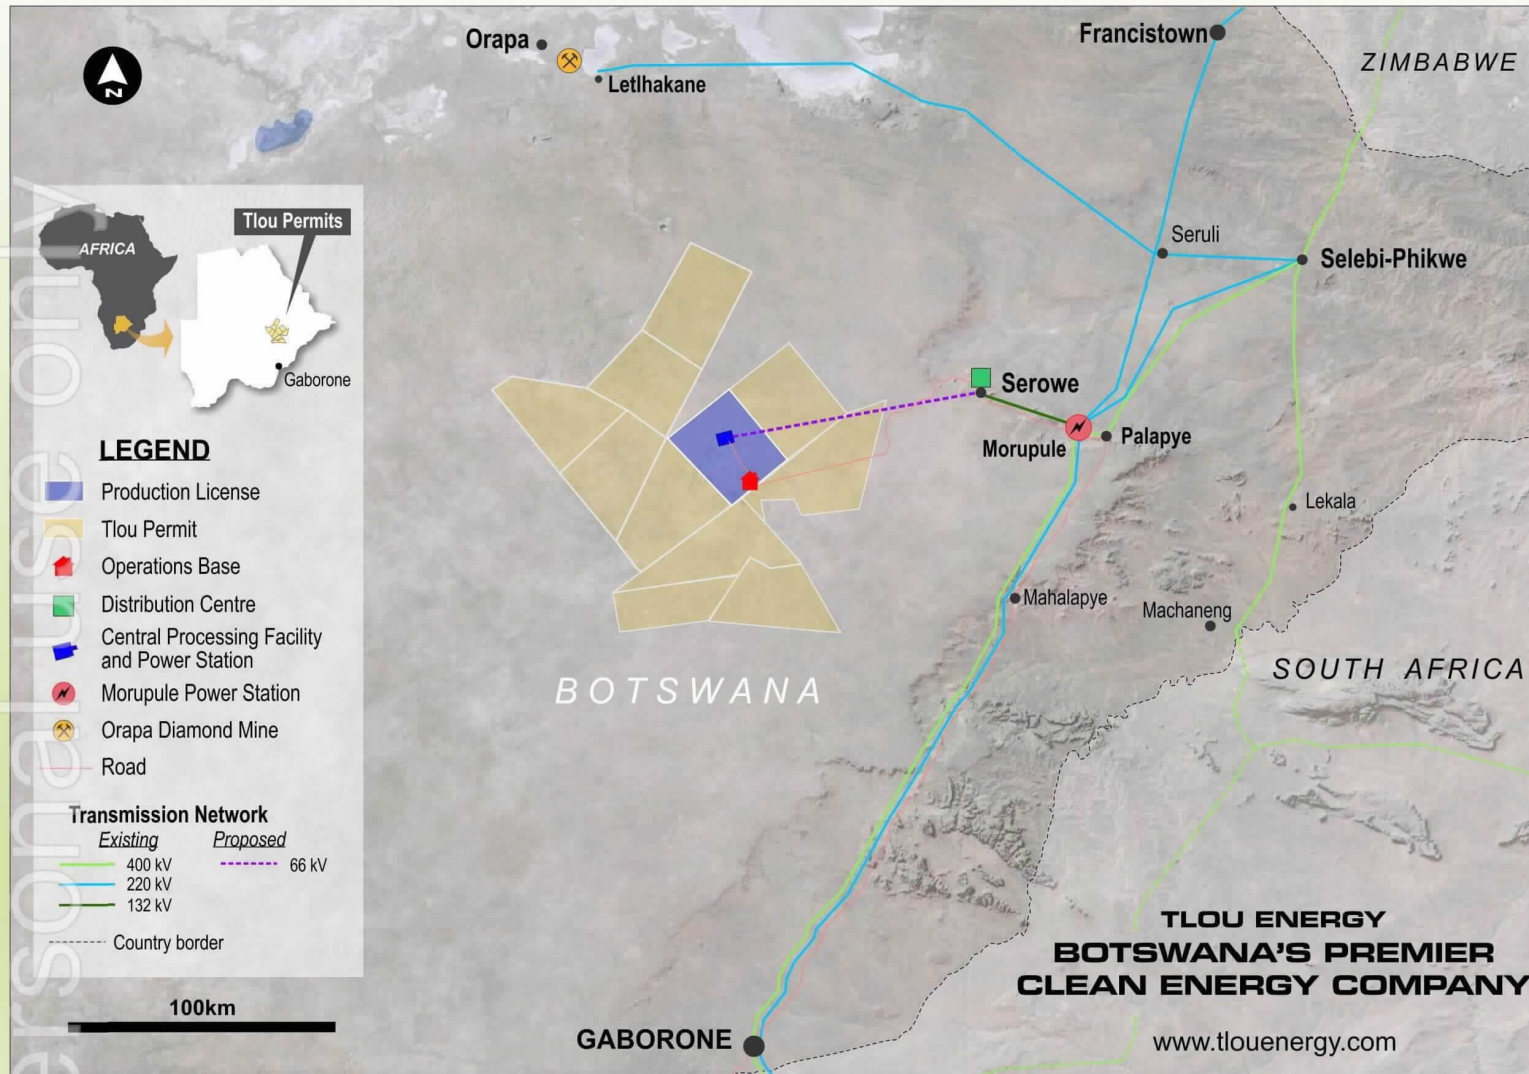 Orapa
Letlhakane
Francistown
ZIMBABWE
N
Tlou Permits
AFRICA
Gaborone
Seruli
Selebi-Phikwe
Serowe
Morupule
Palapye
Lekala
Mahalapye
Machaneng
BOTSWANA
SOUTH AFRICA
LEGEND
Production License
Tlou Permit
Operations Base
Distribution Centre
Central Processing Facility
and Power Station
Morupule Power Station
Orapa Diamond Mine
Road
Transmission Network
Existing Proposed
400 kV 66 kV
220 kV
132 kV
Country border
100km
GABORONE
TLOU ENERGY
BOTSWANA'S PREMIER
CLEAN ENERGY COMPANY
www.tlouenergy.com
ersonal use only